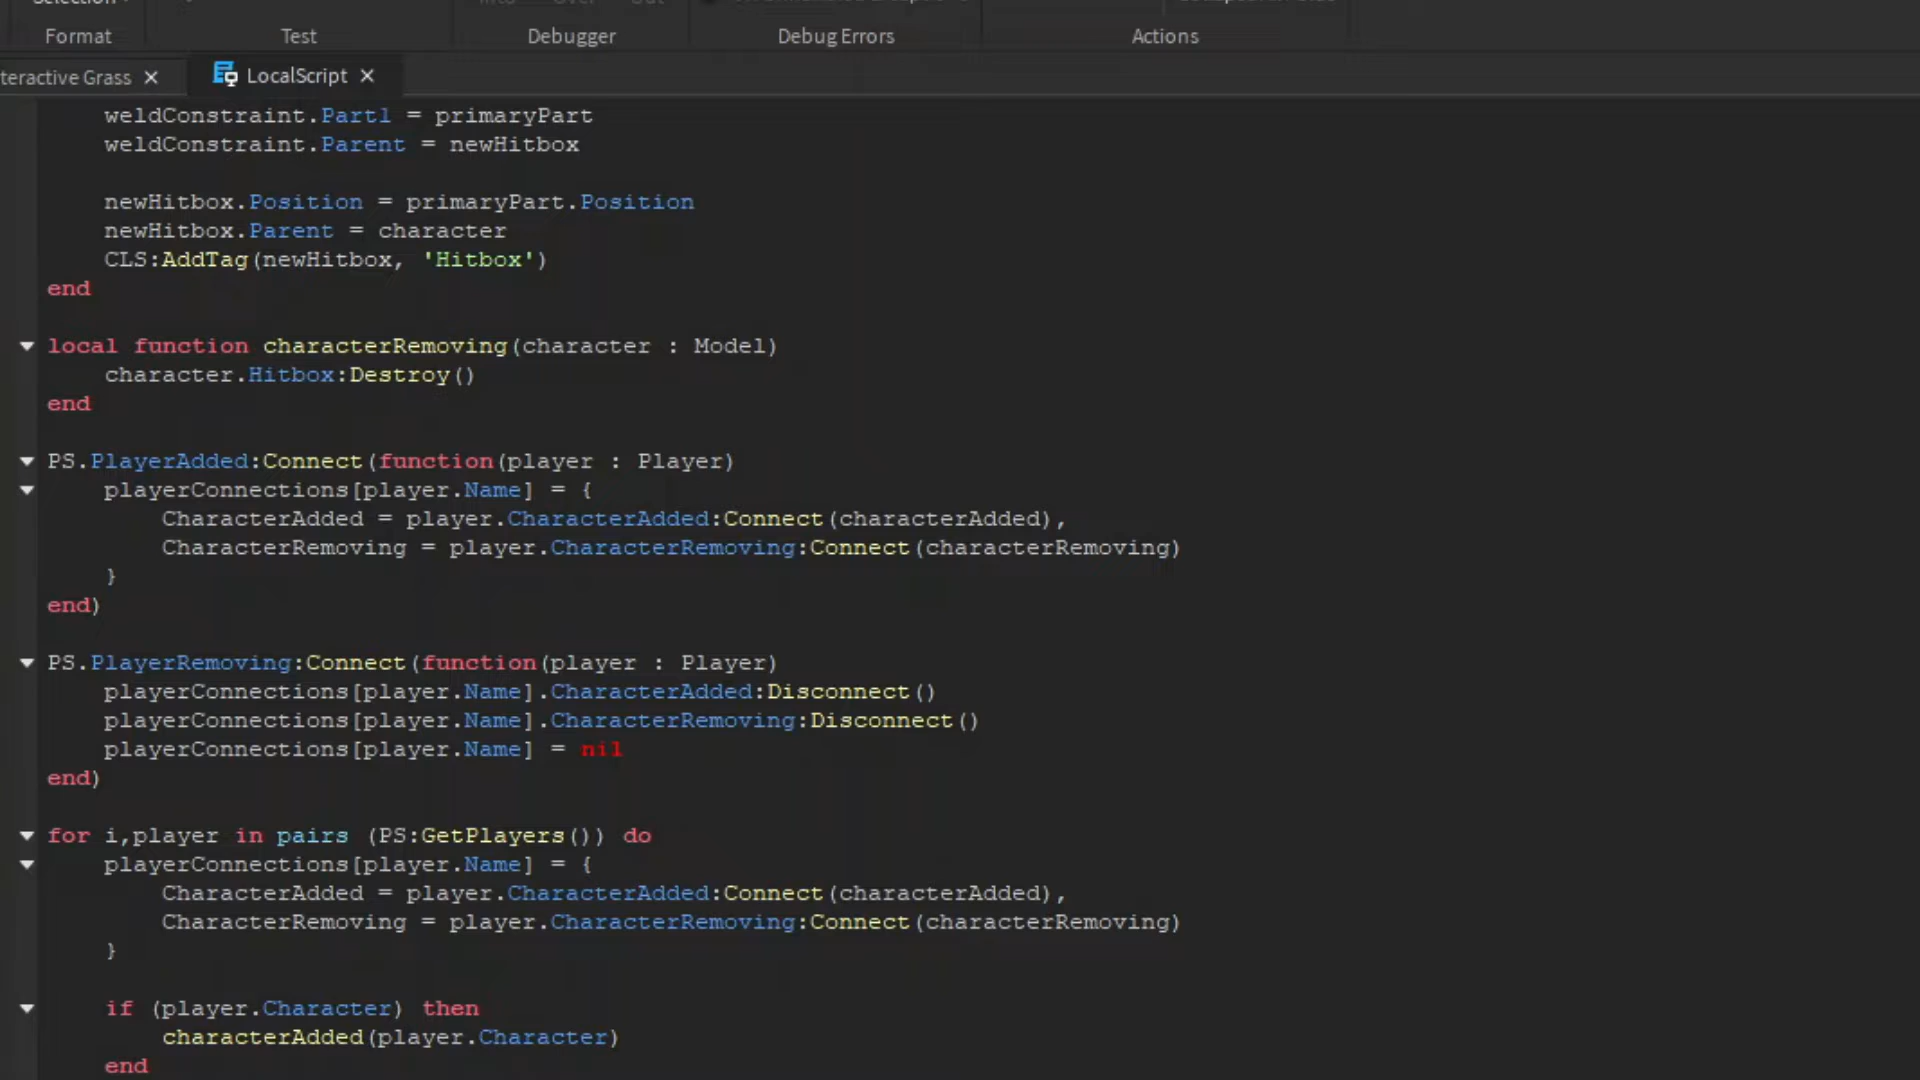 Selection
Format
Test
Debugger
Debug Errors
Actions
teractive Grass
LocalScript
weldConstraint.Part1 = primaryPart
weldConstraint.Parent = newHitbox
newHitbox.Position = primaryPart.Position
newHitbox.Parent = character
CLS:AddTag(newHitbox, 'Hitbox')
end
local function characterRemoving(character : Model)
character.Hitbox:Destroy()
end
PS.PlayerAdded:Connect(function(player : Player)
playerConnections[player.Name] = {
CharacterAdded = player.CharacterAdded:Connect(characterAdded),
CharacterRemoving = player.CharacterRemoving:Connect(characterRemoving)
}
end)
PS.PlayerRemoving:Connect(function(player : Player)
playerConnections[player.Name].CharacterAdded:Disconnect()
playerConnections[player.Name].CharacterRemoving:Disconnect()
playerConnections[player.Name] = nil
end)
for i,player in pairs (PS:GetPlayers()) do
playerConnections[player.Name] = {
CharacterAdded = player.CharacterAdded:Connect(characterAdded),
CharacterRemoving = player.CharacterRemoving:Connect(characterRemoving)
}
if (player.Character) then
characterAdded(player.Character)
end